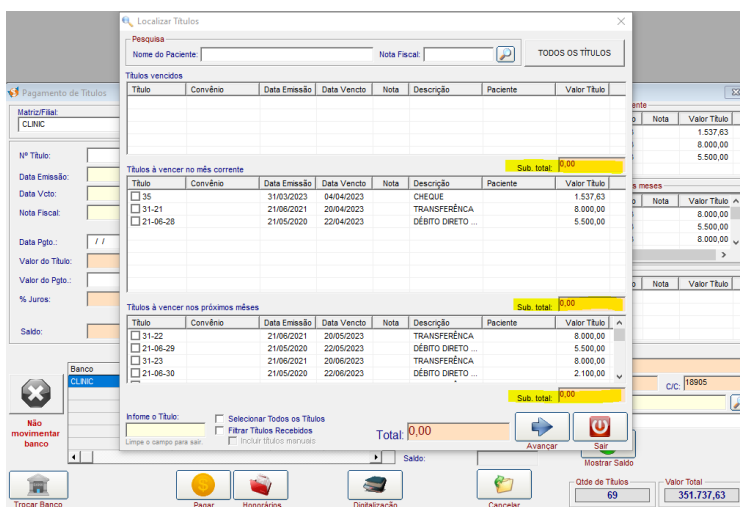 Localizar Títulos
Pesquisa
Nome do Paciente:
Nota Fiscal:
TODOS OS TÍTULOS
Títulos vencidos
Título Convênio Data Emissão Data Vencto Nota Descrição Paciente Valor Título
Sub. total: 0,00
Títulos à vencer no mês corrente
Título Convênio Data Emissão Data Vencto Nota Descrição Paciente Valor Título
35 31/03/2023 04/04/2023 CHEQUE 1.537,63
31-21 21/06/2021 20/04/2023 TRANSFERÊNCA 8.000,00
21-06-28 21/05/2020 22/04/2023 DÉBITO DIRETO ... 5.500,00
Sub. total: 0,00
Títulos à vencer nos próximos mêses
Título Convênio Data Emissão Data Vencto Nota Descrição Paciente Valor Título
31-22 21/06/2021 20/05/2023 TRANSFERÊNCA 8.000,00
21-06-29 21/05/2020 22/05/2023 DÉBITO DIRETO ... 5.500,00
31-23 21/06/2021 20/06/2023 TRANSFERÊNCA 8.000,00
21-06-30 21/05/2020 22/06/2023 DÉBITO DIRETO ... 2.100,00
Sub. total: 0,00
Infome o Título:
Limpe o campo para sair.
Selecionar Todos os Títulos
Filtrar Títulos Recebidos
Incluir títulos manuais
Total: 0,00
Avançar
Sair
Pagamento de Títulos
Matriz/Filial:
CLINIC
Nº Título:
Data Emissão:
Data Vcto:
Nota Fiscal:
Data Pgto.: / /
Valor do Título:
Valor do Pgto.:
% Juros:
Saldo:
Nota Valor Título
1.537,63
8.000,00
5.500,00
s meses
Nota Valor Título
8.000,00
5.500,00
8.000,00
Nota Valor Título
Banco
CLINIC
C/C: 18905
Não
movimentar
banco
Saldo:
Mostrar Saldo
Trocar Banco
Pagar
Honorários
Digitalização
Cancelar
Qtde de Títulos
69
Valor Total
351.737,63